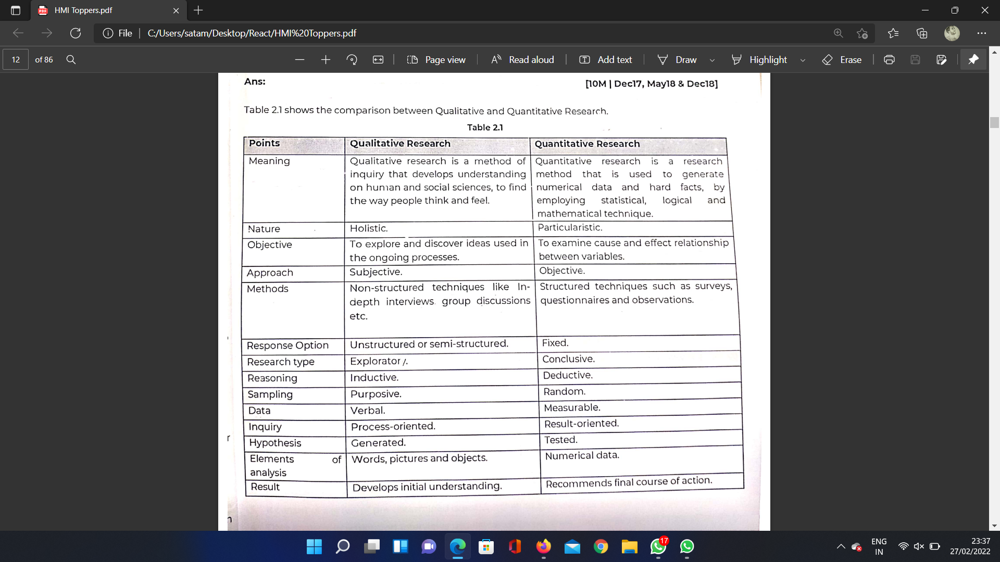 HMI Toppers.pdf
File
C:/Users/satam/Desktop/React/HMI%20Toppers.pdf
12 of 86
Page view
Read aloud
Add text
Draw
Highlight
Erase
Ans:
[10M | Dec17, May18 & Dec18]
Table 2.1 shows the comparison between Qualitative and Quantitative Research.
Table 2.1
Points Qualitative Research Quantitative Research
Meaning
Qualitative research is a method of
inquiry that develops understanding
on human and social sciences, to find
the way people think and feel.
Quantitative research is a research
method that is used to generate
numerical data and hard facts, by
employing statistical, logical and
mathematical technique.
Nature Holistic. Particularistic.
Objective
To explore and discover ideas used in
the ongoing processes.
To examine cause and effect relationship
between variables.
Approach Subjective. Objective.
Methods
Non-structured techniques like In-
depth interviews. group discussions
etc.
Structured techniques such as surveys,
questionnaires and observations.
Response Option Unstructured or semi-structured. Fixed.
Research type Exploratory. Conclusive.
Reasoning Inductive. Deductive.
Sampling Purposive. Random.
Data Verbal. Measurable.
Inquiry Process-oriented. Result-oriented.
Hypothesis Generated. Tested.
Elements of
analysis
Words, pictures and objects.
Numerical data.
Result Develops initial understanding. Recommends final course of action.
17
ENG
IN
23:37
27/02/2022